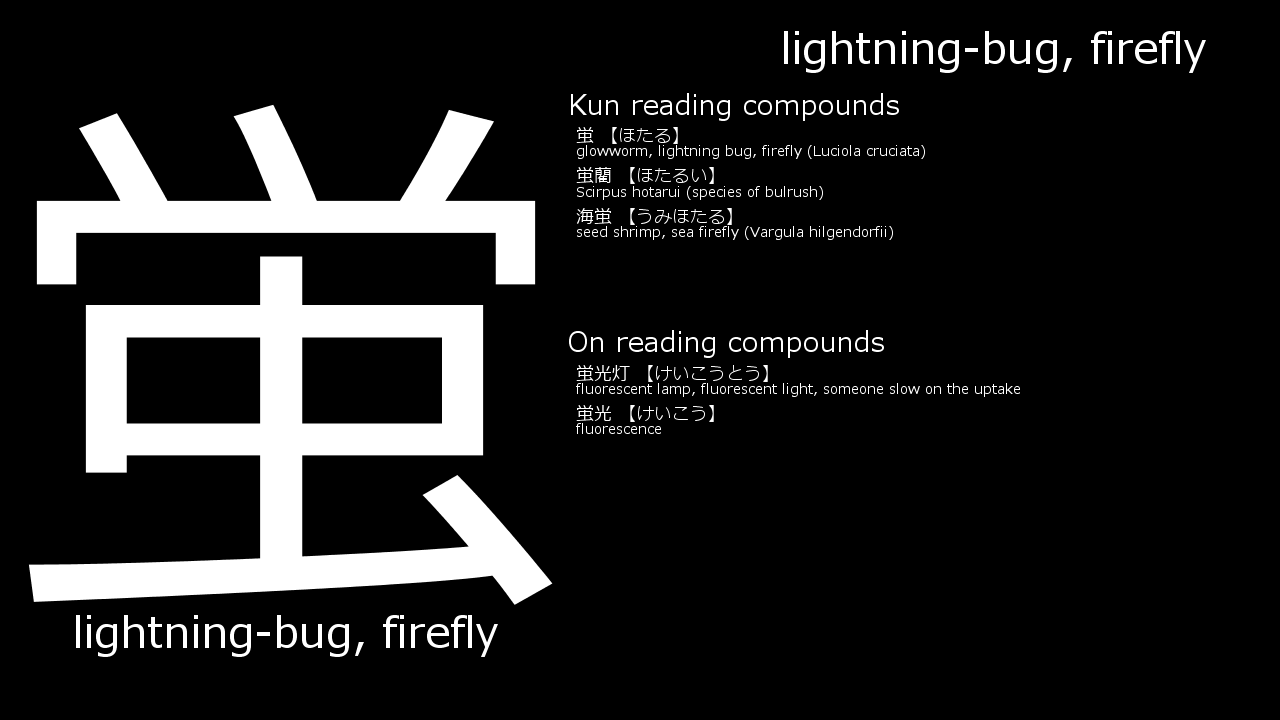 lightning-bug, firefly
蛍
lightning-bug, firefly
Kun reading compounds
蛍 【ほたる】
glowworm, lightning bug, firefly (Luciola cruciata)
蛍藺 【ほたるい】
Scirpus hotarui (species of bulrush)
海蛍 【うみほたる】
seed shrimp, sea firefly (Vargula hilgendorfii)
On reading compounds
蛍光灯 【けいこうとう】
fluorescent lamp, fluorescent light, someone slow on the uptake
蛍光 【けいこう】
fluorescence